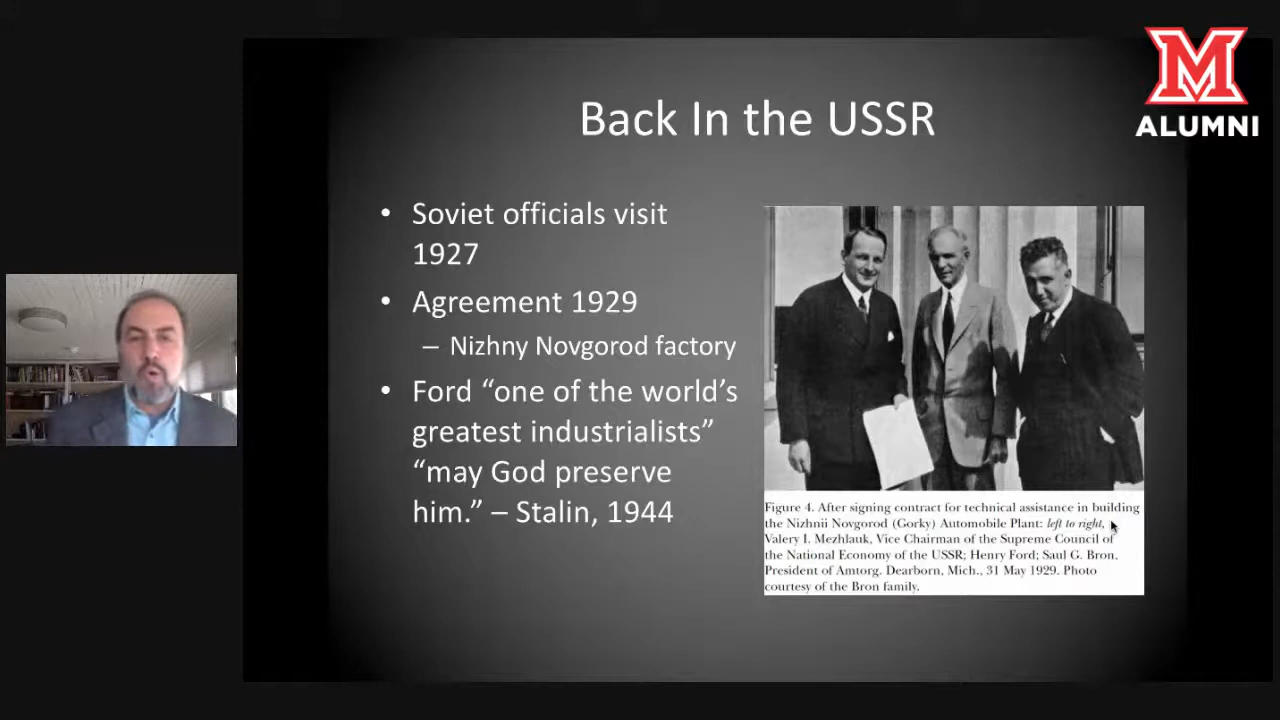 M
ALUMNI
Back In the USSR
• Soviet officials visit
1927
• Agreement 1929
– Nizhny Novgorod factory
• Ford “one of the world’s
greatest industrialists”
“may God preserve
him.” – Stalin, 1944
Figure 4. After signing contract for technical assistance in building
the Nizhnii Novgorod (Gorky) Automobile Plant: left to right,
Valery I. Mezhlauk, Vice Chairman of the Supreme Council of
the National Economy of the USSR; Henry Ford; Saul G. Bron,
President of Amtorg. Dearborn, Mich., 31 May 1929. Photo
courtesy of the Bron family.